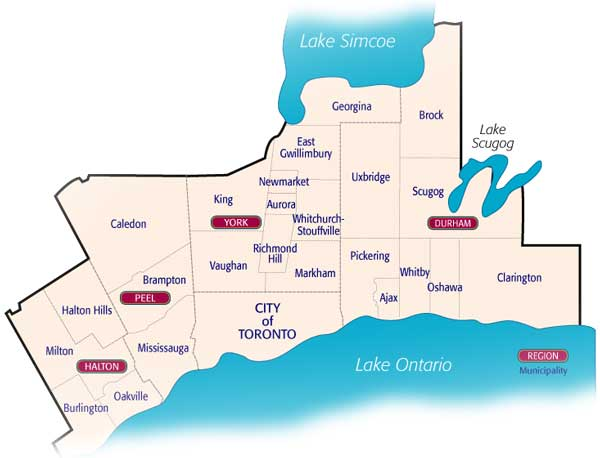 Lake Simcoe
Georgina
Brock
Lake
Scugog
East
Gwillimbury
Uxbridge
Newmarket
Scugog
King
Aurora
Caledon
YORK
Whitchurch-
Stouffville
DURHAM
Richmond
Hill
Vaughan
Markham
Pickering
Whitby
Oshawa
Clarington
Brampton
PEEL
Ajax
Halton Hills
CITY
of
TORONTO
Milton
Mississauga
HALTON
Lake Ontario
REGION
Municipality
Oakville
Burlington